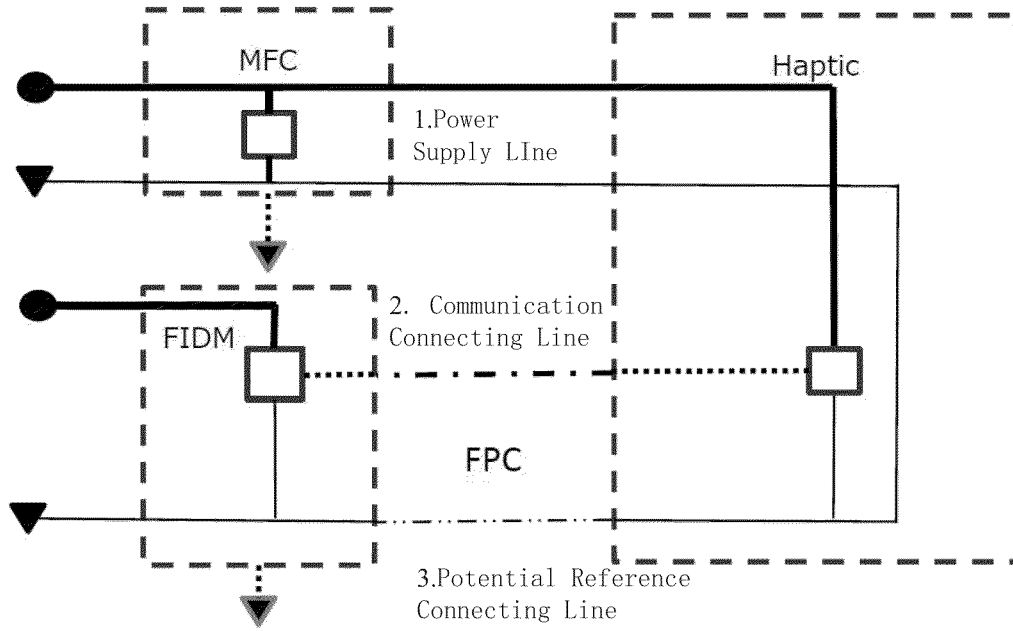 MFC
Haptic
1.Power
Supply LIne
2. Communication
Connecting Line
FIDM
FPC
3.Potential Reference
Connecting Line